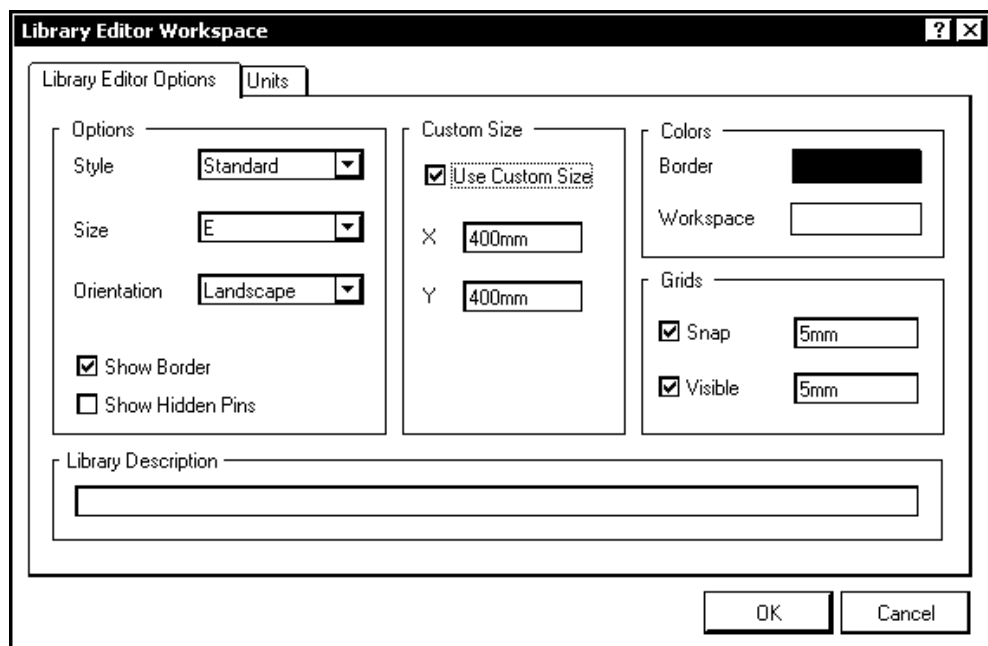 Library Editor Workspace
Library Editor Options
Units
Options
Style
Standard
Size
E
Orientation
Landscape
Show Border
Show Hidden Pins
Custom Size
Use Custom Size
X
400mm
Y
400mm
Colors
Border
Workspace
Grids
Snap
5mm
Visible
5mm
Library Description
OK
Cancel